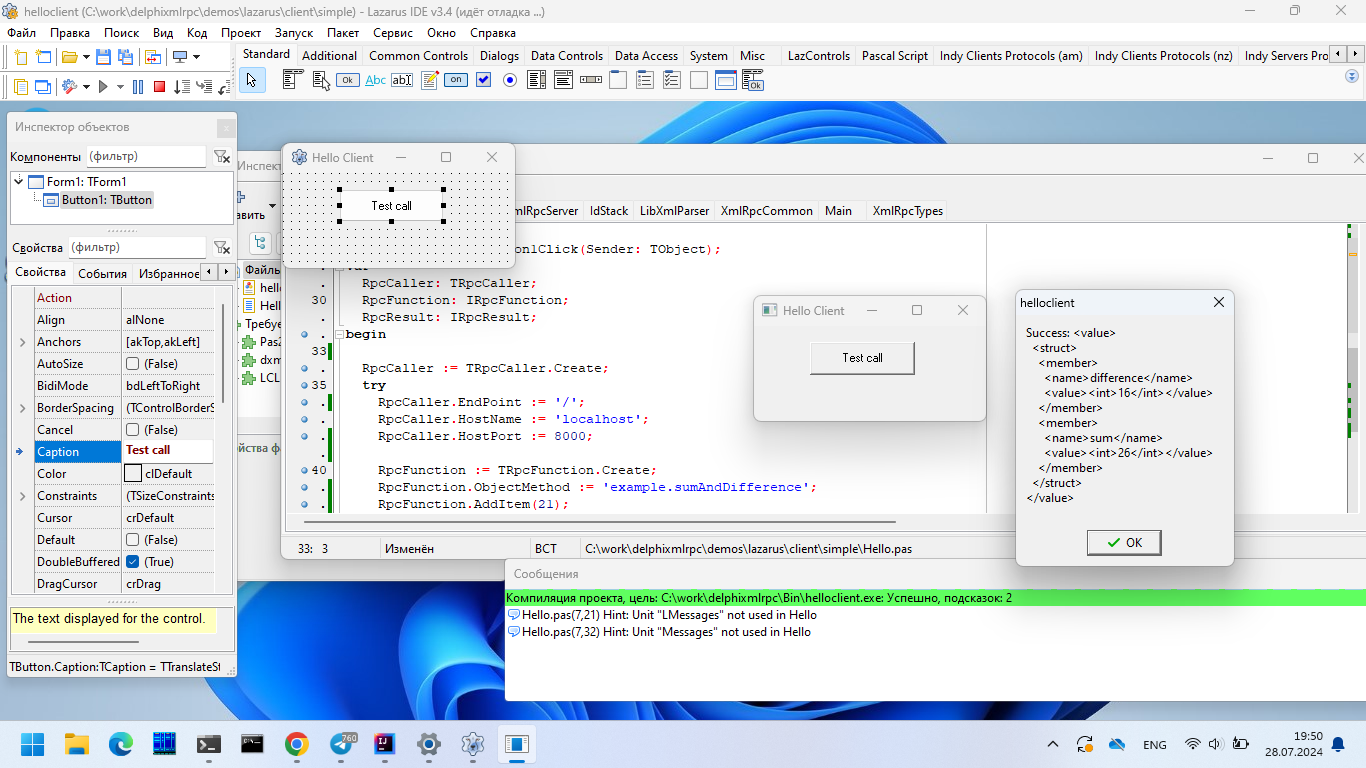 helloclient (C:\work\delphixmlrpc\demos\lazarus\client\simple) - Lazarus IDE v3.4 (идёт отладка ...)
Файл Правка Поиск Вид Код Проект Запуск Пакет Сервис Окно Справка
Standard Additional Common Controls Dialogs Data Controls Data Access System Misc LazControls Pascal Script Indy Clients Protocols (am) Indy Clients Protocols (nz) Indy Servers Pro
Ok Abc abI on Ok
Инспектор объектов
Компоненты (фильтр)
Form1: TForm1
Button1: TButton
Свойства (фильтр)
Свойства События Избранное
Action
Align alNone
Anchors [akTop,akLeft]
AutoSize (False)
BidiMode bdLeftToRight
BorderSpacing (TControlBorderS
Cancel (False)
Caption Test call
Color clDefault
Constraints (TSizeConstraints
Cursor crDefault
Default (False)
DoubleBuffered (True)
DragCursor crDrag
The text displayed for the control.
TButton.Caption:TCaption = TTranslateSt
Инспект
авить
Файль
hello
Hell
Требуе
PasZ
dxm
LCL
йства фа
Hello Client
Test call
mlRpcServer IdStack LibXmlParser XmlRpcCommon Main XmlRpcTypes
on1Click(Sender: TObject);
var
RpcCaller: TRpcCaller;
30 RpcFunction: IRpcFunction;
RpcResult: IRpcResult;
begin
33
RpcCaller := TRpcCaller.Create;
35 try
RpcCaller.EndPoint := '/';
RpcCaller.HostName := 'localhost';
RpcCaller.HostPort := 8000;
40 RpcFunction := TRpcFunction.Create;
RpcFunction.ObjectMethod := 'example.sumAndDifference';
RpcFunction.AddItem(21);
33: 3 Изменён ВСТ C:\work\delphixmlrpc\demos\lazarus\client\simple\Hello.pas
Hello Client
Test call
helloclient
Success: <value>
<struct>
<member>
<name>difference</name>
<value><int>16</int></value>
</member>
<member>
<name>sum</name>
<value><int>26</int></value>
</member>
</struct>
</value>
OK
Сообщения
Компиляция проекта, цель: C:\work\delphixmlrpc\Bin\helloclient.exe: Успешно, подсказок: 2
Hello.pas(7,21) Hint: Unit "LMessages" not used in Hello
Hello.pas(7,32) Hint: Unit "Messages" not used in Hello
760
IJ
ENG
19:50
28.07.2024